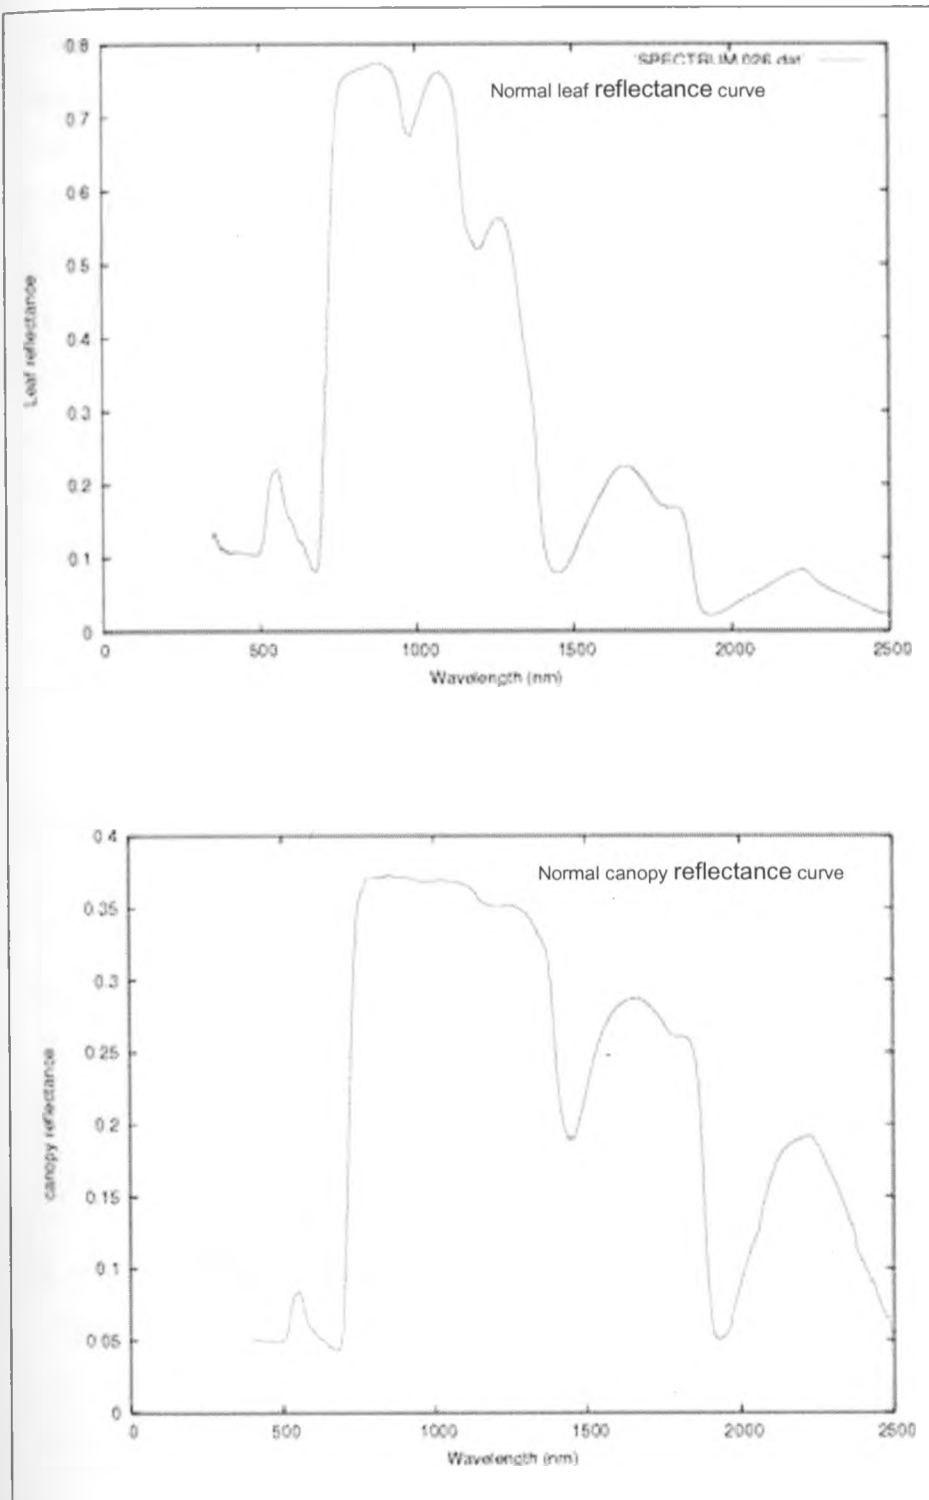 0.8
'SPECTRUM.026.dat'
Normal leaf reflectance curve
0.7
0.6
0.5
0.4
0.3
0.2
0.1
0
Leaf reflectance
0 500 1000 1500 2000 2500
Wavelength (nm)
0.4
Normal canopy reflectance curve
0.35
0.3
0.25
0.2
0.15
0.1
0.05
0
canopy reflectance
0 500 1000 1500 2000 2500
Wavelength (nm)